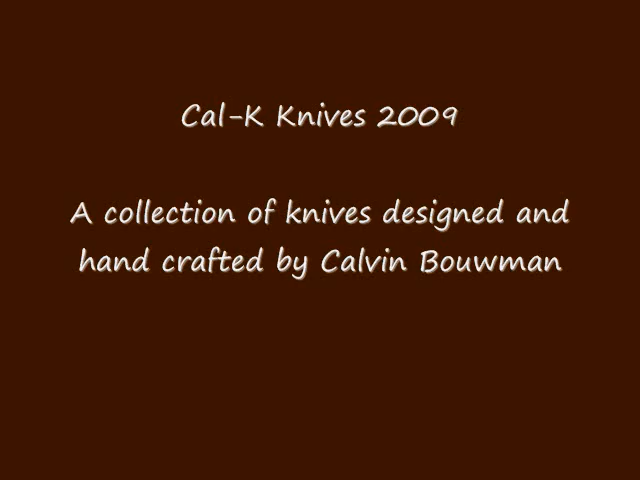 Cal-K Knives 2009
A collection of knives designed and
hand crafted by Calvin Bouwman